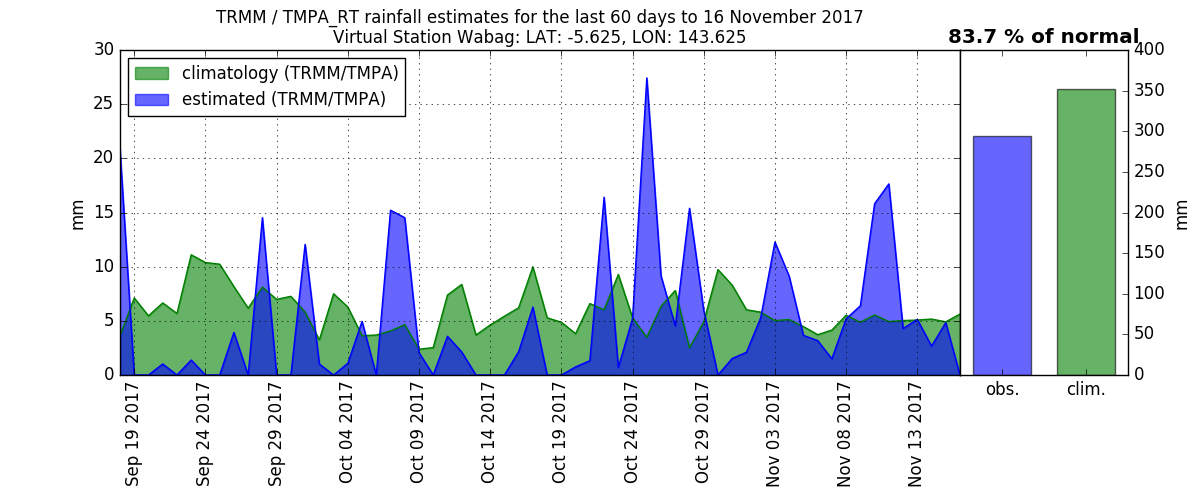 TRMM / TMPA_RT rainfall estimates for the last 60 days to 16 November 2017
Virtual Station Wabag: LAT: -5.625, LON: 143.625
83.7 % of normal
climatology (TRMM/TMPA)
estimated (TRMM/TMPA)
30
25
20
15
10
5
0
mm
400
350
300
250
200
150
100
50
0
mm
Sep 19 2017
Sep 24 2017
Sep 29 2017
Oct 04 2017
Oct 09 2017
Oct 14 2017
Oct 19 2017
Oct 24 2017
Oct 29 2017
Nov 03 2017
Nov 08 2017
Nov 13 2017
obs.
clim.